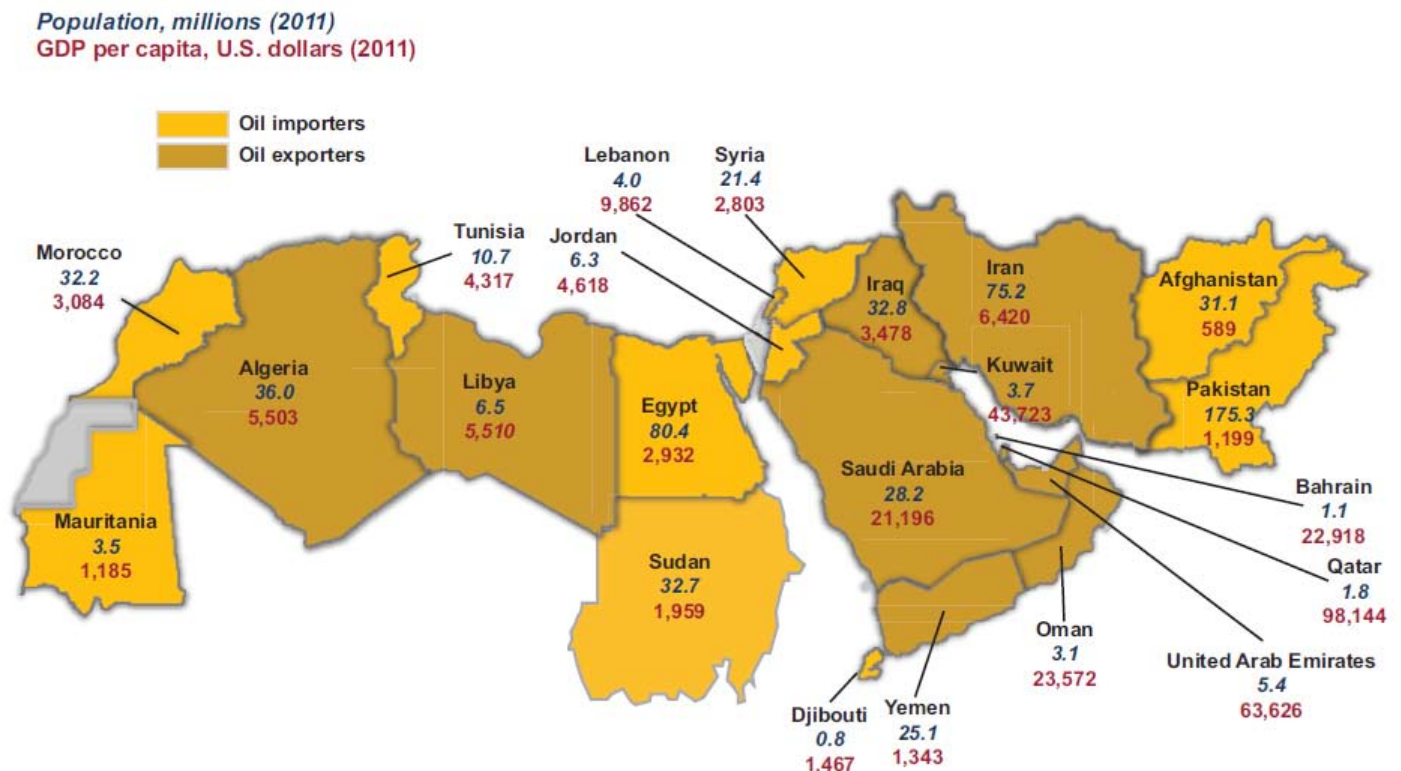 Population, millions (2011)
GDP per capita, U.S. dollars (2011)
Oil importers
Oil exporters
Lebanon
4.0
9,862
Syria
21.4
2,803
Morocco
32.2
3,084
Tunisia
10.7
4,317
Jordan
6.3
4,618
Iraq
32.8
3,478
Iran
75.2
6,420
Afghanistan
31.1
589
Algeria
36.0
5,503
Libya
6.5
5,510
Egypt
80.4
2,932
Kuwait
3.7
43,723
Pakistan
175.3
1,199
Saudi Arabia
28.2
21,196
Bahrain
1.1
22,918
Mauritania
3.5
1,185
Sudan
32.7
1,959
Qatar
1.8
98,144
Oman
3.1
23,572
United Arab Emirates
5.4
63,626
Djibouti
0.8
1,467
Yemen
25.1
1,343